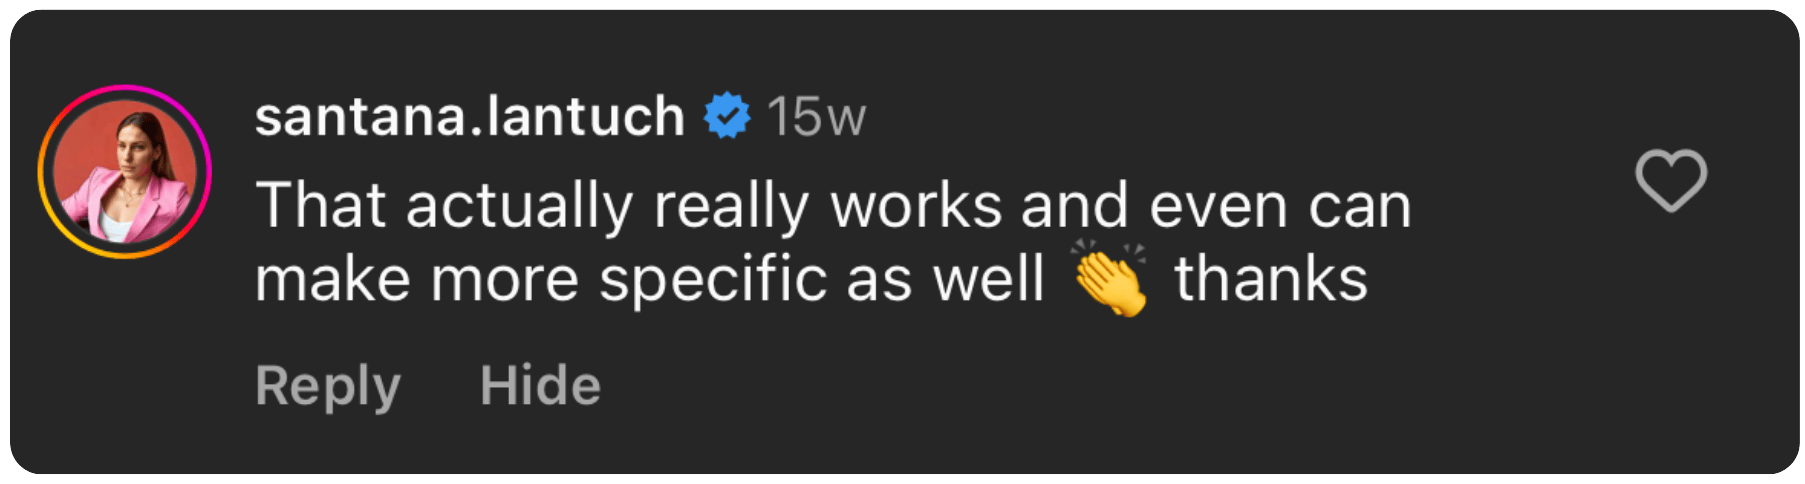 santana.lantuch 15w
That actually really works and even can
make more specific as well 👏 thanks
Reply Hide